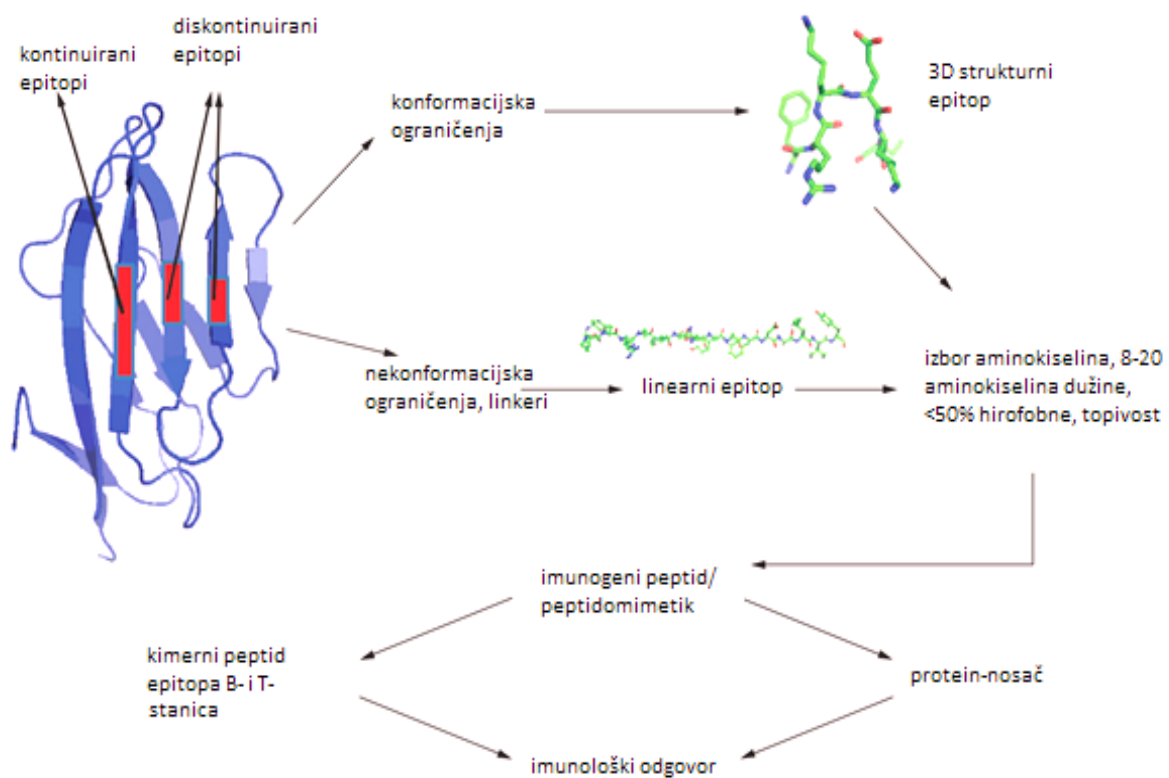 diskontinuirani
epitopi
kontinuirani
epitopi
konformacijska
ograničenja
3D strukturni
epitop
nekonformacijska
ograničenja, linkeri
linearni epitop
izbor aminokiselina, 8-20
aminokiselina dužine,
<50% hirofobne, topivost
imunogeni peptid/
peptidomimetik
kimerni peptid
epitopa B- i T-
stanica
protein-nosač
imunološki odgovor